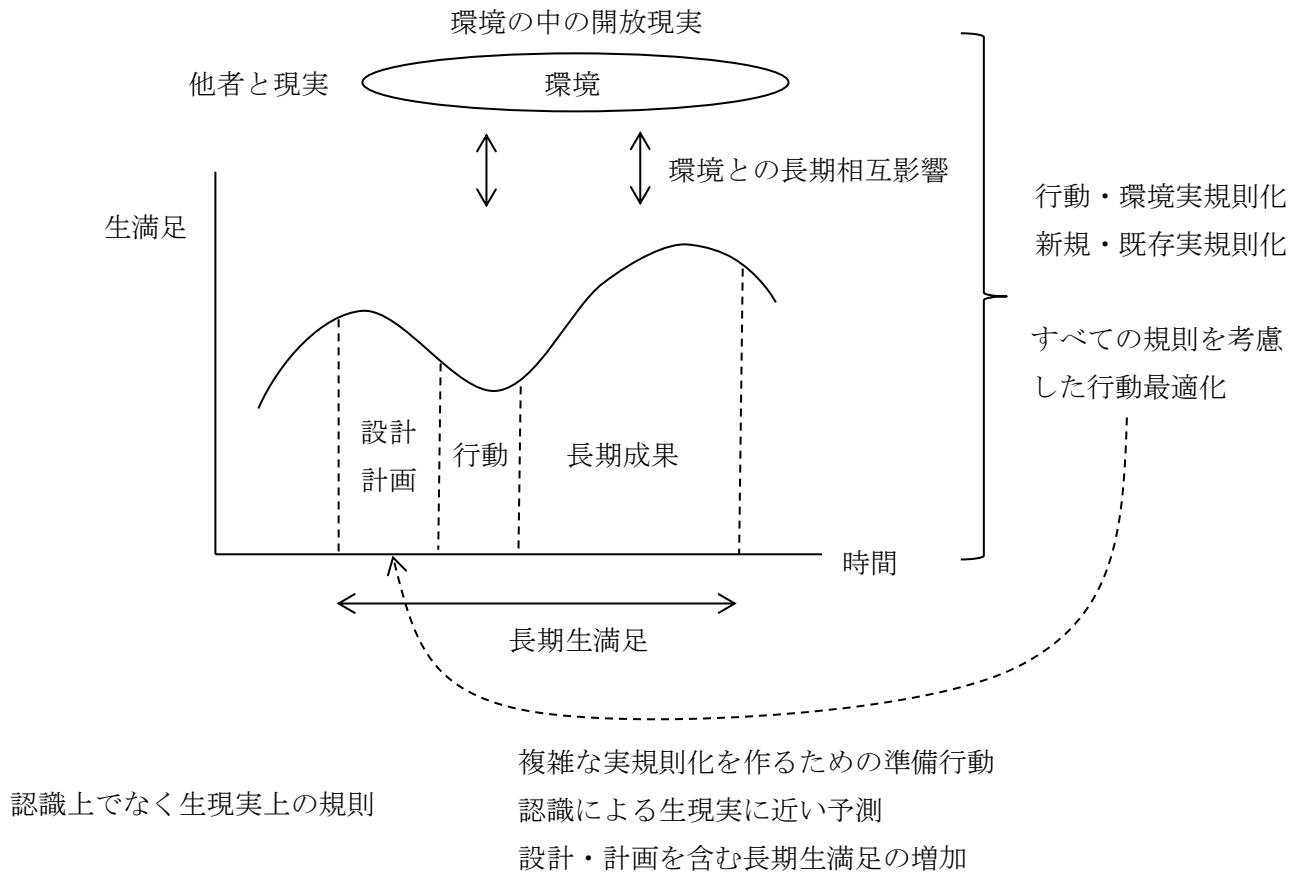 環境の中の開放現実
他者と現実
環境
環境との長期相互影響
生満足
行動・環境実規則化
新規・既存実規則化
すべての規則を考慮
した行動最適化
設計
計画
行動
長期成果
時間
長期生満足
複雑な実規則化を作るための準備行動
認識上でなく生現実上の規則
認識による生現実に近い予測
設計・計画を含む長期生満足の増加